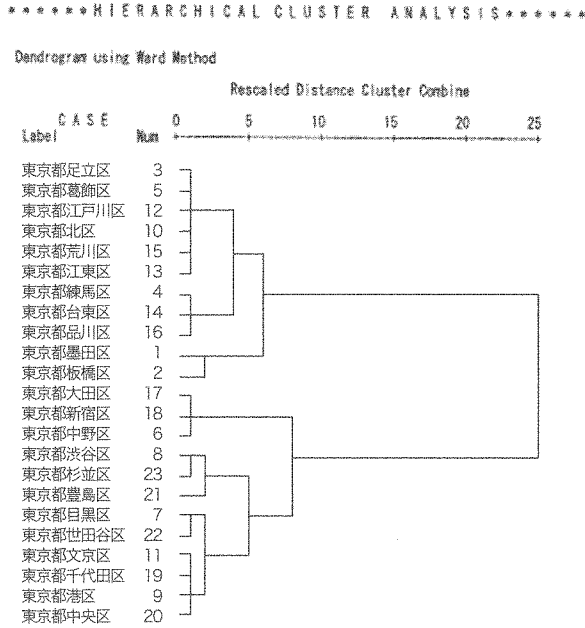 ******HIERARCHICAL CLUSTER ANALYSIS******
Dendrogram using Ward Method
Rescaled Distance Cluster Combine
CASE 0 5 10 15 20 25
Label Num
東京都足立区 3
東京都葛飾区 5
東京都江戸川区 12
東京都北区 10
東京都荒川区 15
東京都江東区 13
東京都練馬区 4
東京都台東区 14
東京都品川区 16
東京都墨田区 1
東京都板橋区 2
東京都大田区 17
東京都新宿区 18
東京都中野区 6
東京都渋谷区 8
東京都杉並区 23
東京都豊島区 21
東京都目黒区 7
東京都世田谷区 22
東京都文京区 11
東京都千代田区 19
東京都港区 9
東京都中央区 20